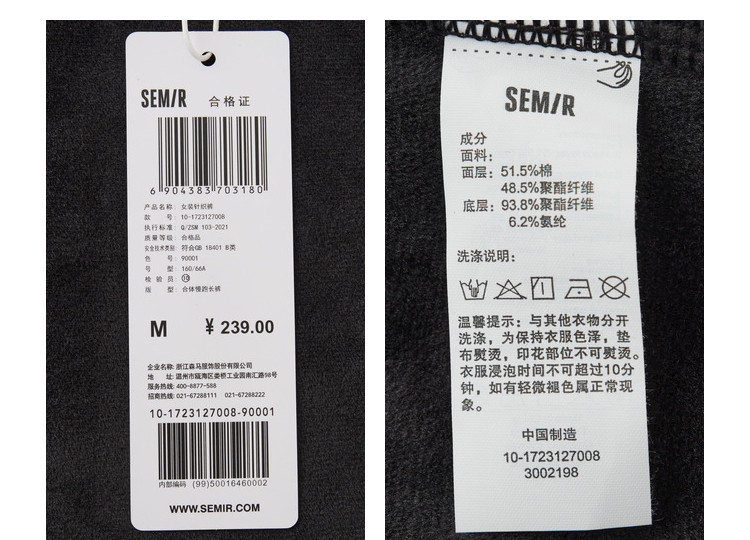 SEMIR 合格证
6 904383 703180
产品名称: 女装针织裤
款 号: 10-1723127008
执行标准: Q/ZSM 103-2021
质量等级: 合格品
安全技术类别: 符合GB 18401 B类
色 号: 90001
号 型: 160/66A
检 验 员: 10
版 型: 合体慢跑长裤
M ¥ 239.00
企业名称: 浙江森马服饰股份有限公司
地 址: 温州市瓯海区娄桥工业园南汇路98号
服务热线: 400-8877-588
招商热线: 021-67288111 021-67288222
10-1723127008-90001
内部编码 (99)50016460002
WWW.SEMIR.COM
SEMIR
成分
面料:
面层: 51.5%棉
48.5%聚酯纤维
底层: 93.8%聚酯纤维
6.2%氨纶
洗涤说明:
温馨提示: 与其他衣物分开
洗涤, 为保持衣服色泽, 垫
布熨烫, 印花部位不可熨烫。
衣服浸泡时间不可超过10分
钟, 如有轻微褪色属正常现
象。
中国制造
10-1723127008
3002198